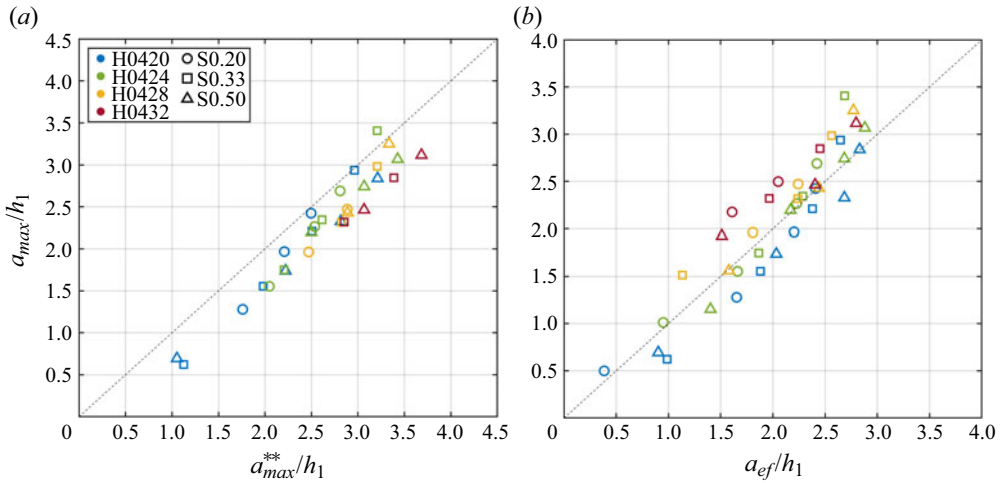 (a)
(b)
4.5
4.0
3.5
3.0
2.5
2.0
1.5
1.0
0.5
a_max/h_1
H0420
H0424
H0428
H0432
S0.20
S0.33
S0.50
0 0.5 1.0 1.5 2.0 2.5 3.0 3.5 4.0 4.5
a**_max/h_1
4.0
3.5
3.0
2.5
2.0
1.5
1.0
0.5
0 0.5 1.0 1.5 2.0 2.5 3.0 3.5 4.0
a_ef/h_1